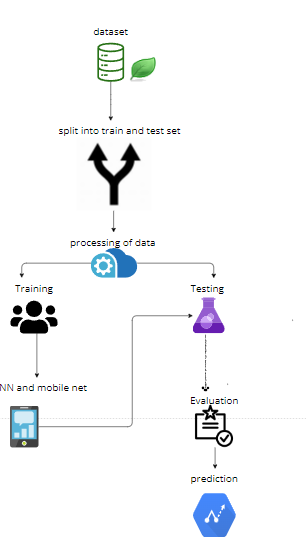 dataset
split into train and test set
processing of data
Training
Testing
NN and mobile net
Evaluation
prediction